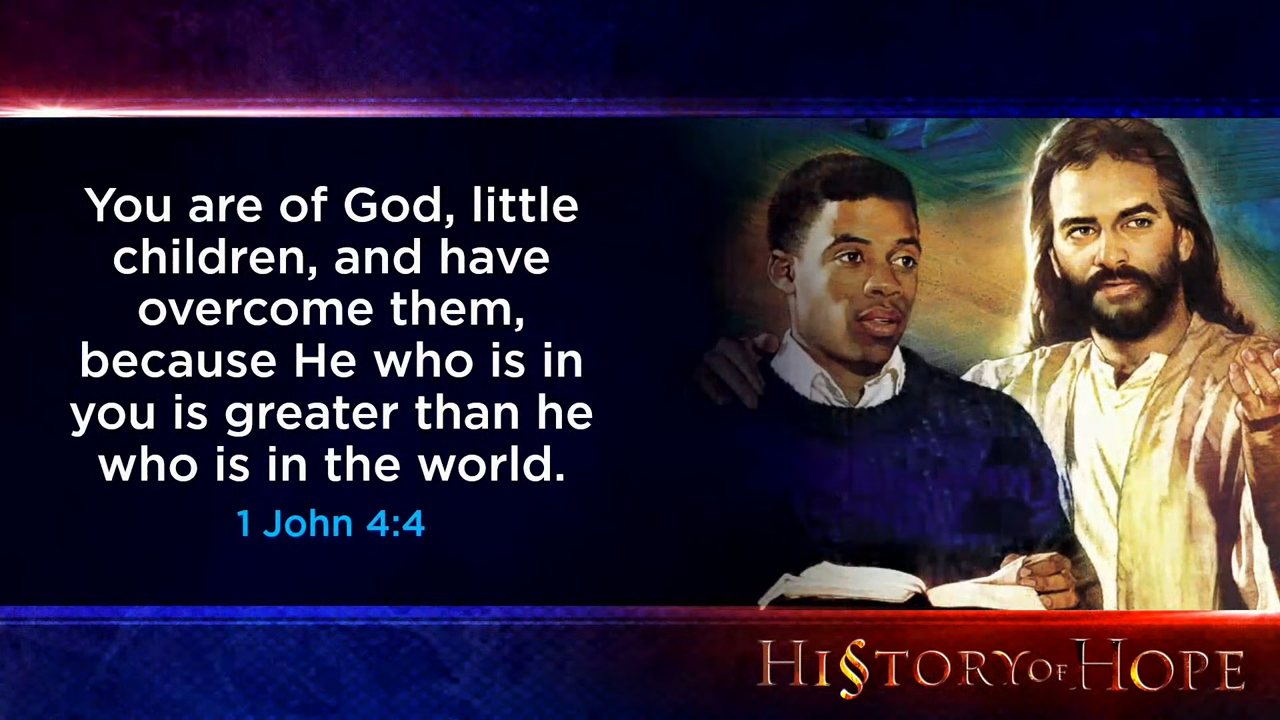 You are of God, little
children, and have
overcome them,
because He who is in
you is greater than he
who is in the world.
1 John 4:4
HiStory of Hope